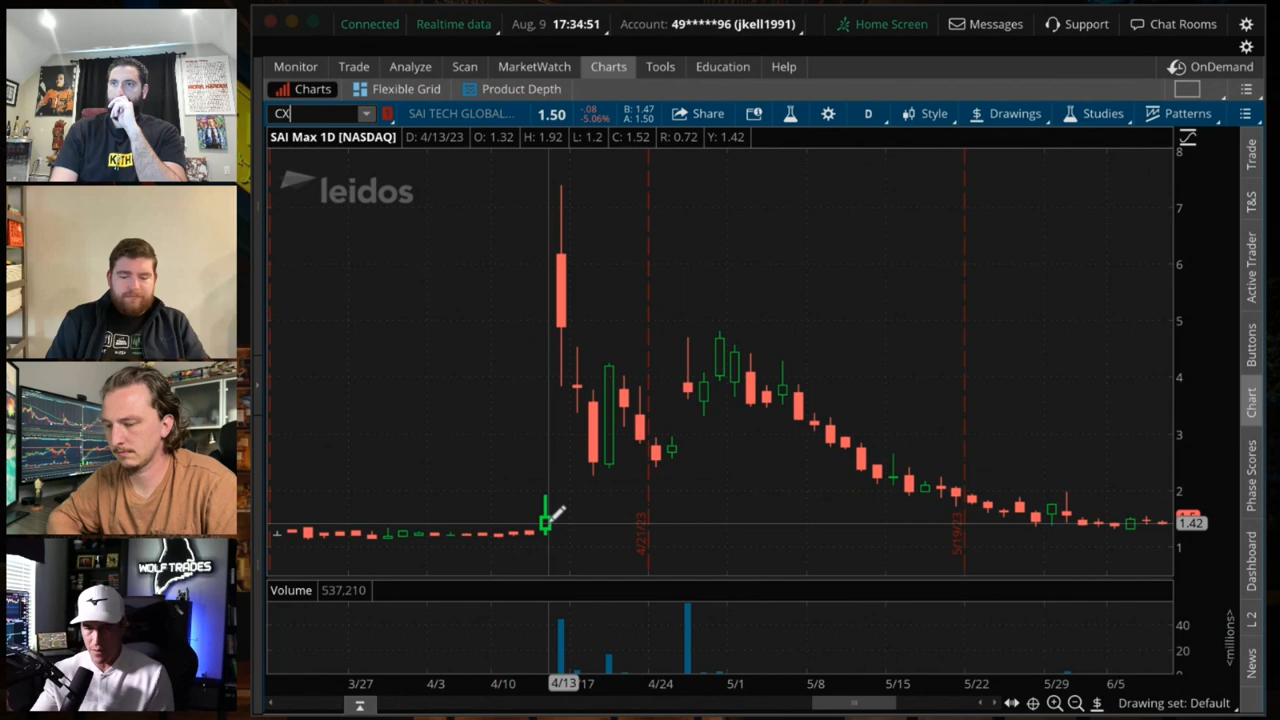 Connected Realtime data Aug, 9 17:34:51 Account: 49*****96 (jkell1991) Home Screen Messages Support Chat Rooms
Monitor Trade Analyze Scan MarketWatch Charts Tools Education Help OnDemand
Charts Flexible Grid Product Depth
CX SAI TECH GLOBAL... 1.50 -.08 -5.06% B: 1.47 A: 1.50 Share D Style Drawings Studies Patterns
SAI Max 1D [NASDAQ] D: 4/13/23 O: 1.32 H: 1.92 L: 1.2 C: 1.52 R: 0.72 Y: 1.42
leidos
8
7
6
5
4
3
2
1.42
1
4/21/23
5/19/23
Volume 537,210
40
20
<millions>
3/27 4/3 4/10 4/13 17 4/24 5/1 5/8 5/15 5/22 5/29 6/5
Drawing set: Default
Trade
T&S
Active Trader
Buttons
Chart
Phase Scores
Dashboard
L 2
News
KITH
WOLF TRADES